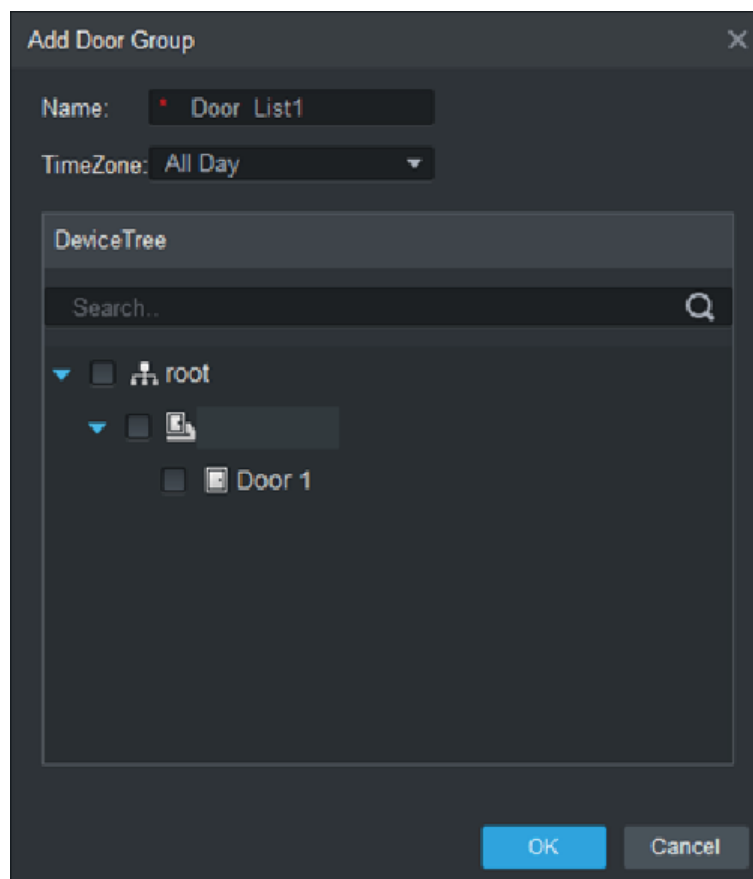 Add Door Group
Name: * Door List1
TimeZone: All Day
DeviceTree
Search..
root
Door 1
OK Cancel